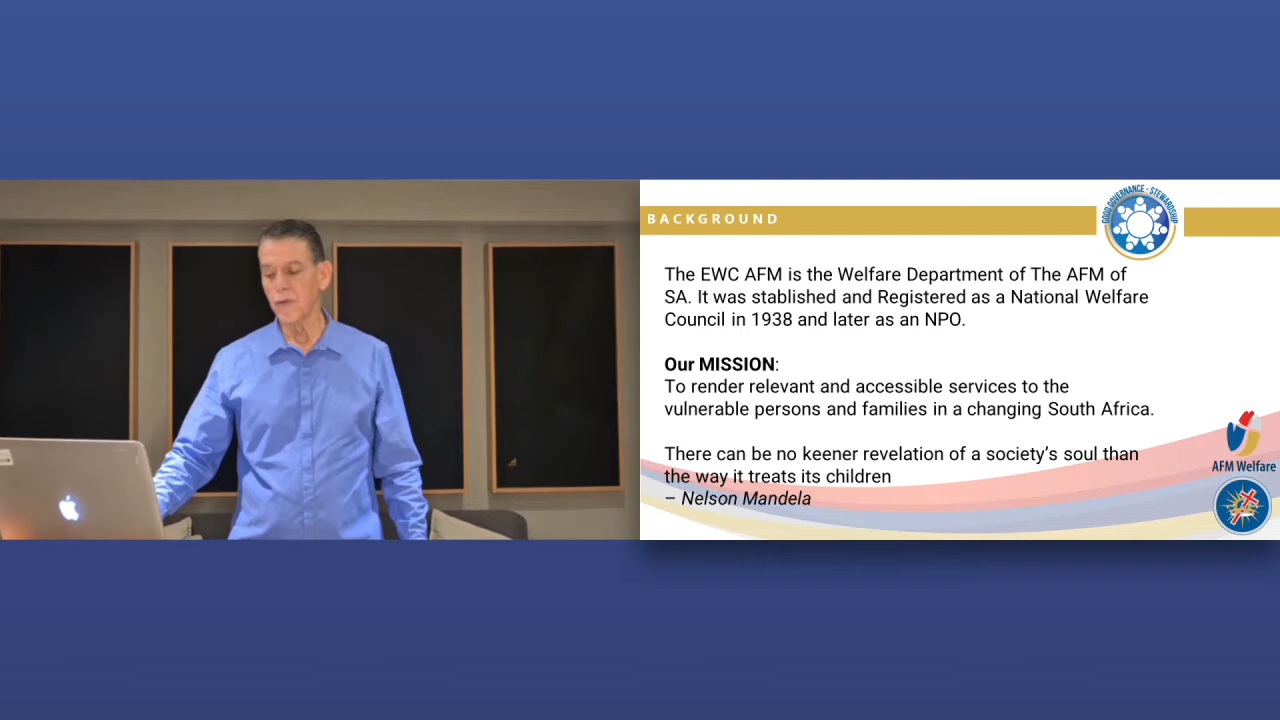 GOOD GOVERNANCE - STEWARDSHIP
BACKGROUND
The EWC AFM is the Welfare Department of The AFM of
SA. It was stablished and Registered as a National Welfare
Council in 1938 and later as an NPO.
Our MISSION:
To render relevant and accessible services to the
vulnerable persons and families in a changing South Africa.
There can be no keener revelation of a society’s soul than
the way it treats its children
– Nelson Mandela
AFM Welfare